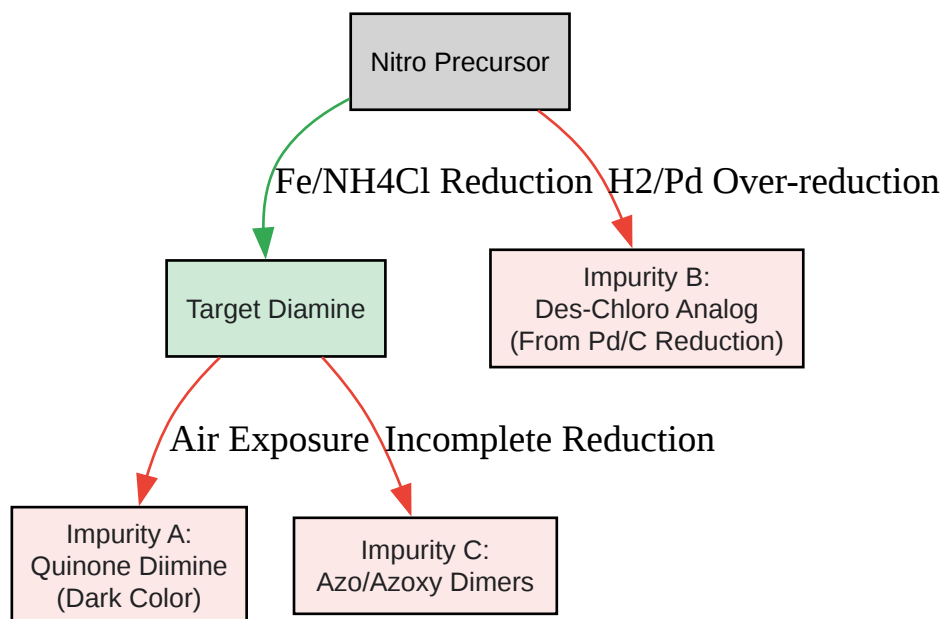 Nitro Precursor
Fe/NH4Cl Reduction
H2/Pd Over-reduction
Target Diamine
Impurity B:
Des-Chloro Analog
(From Pd/C Reduction)
Air Exposure
Incomplete Reduction
Impurity A:
Quinone Diimine
(Dark Color)
Impurity C:
Azo/Azoxy Dimers